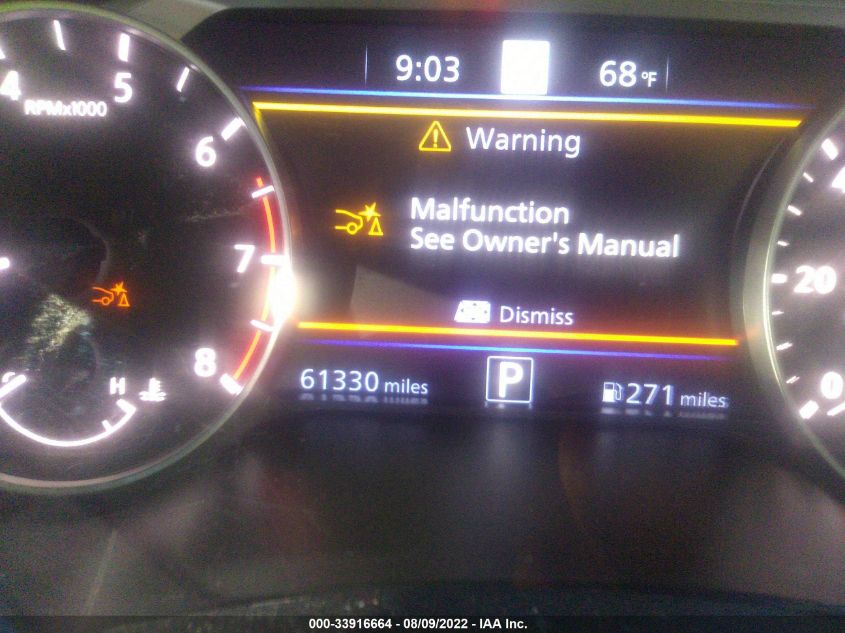 4
5
RPMx1000
6
7
8
H
9:03
68°F
Warning
Malfunction
See Owner's Manual
Dismiss
61330 miles
P
271 miles
20
0
000-33916664 - 08/09/2022 - IAA Inc.